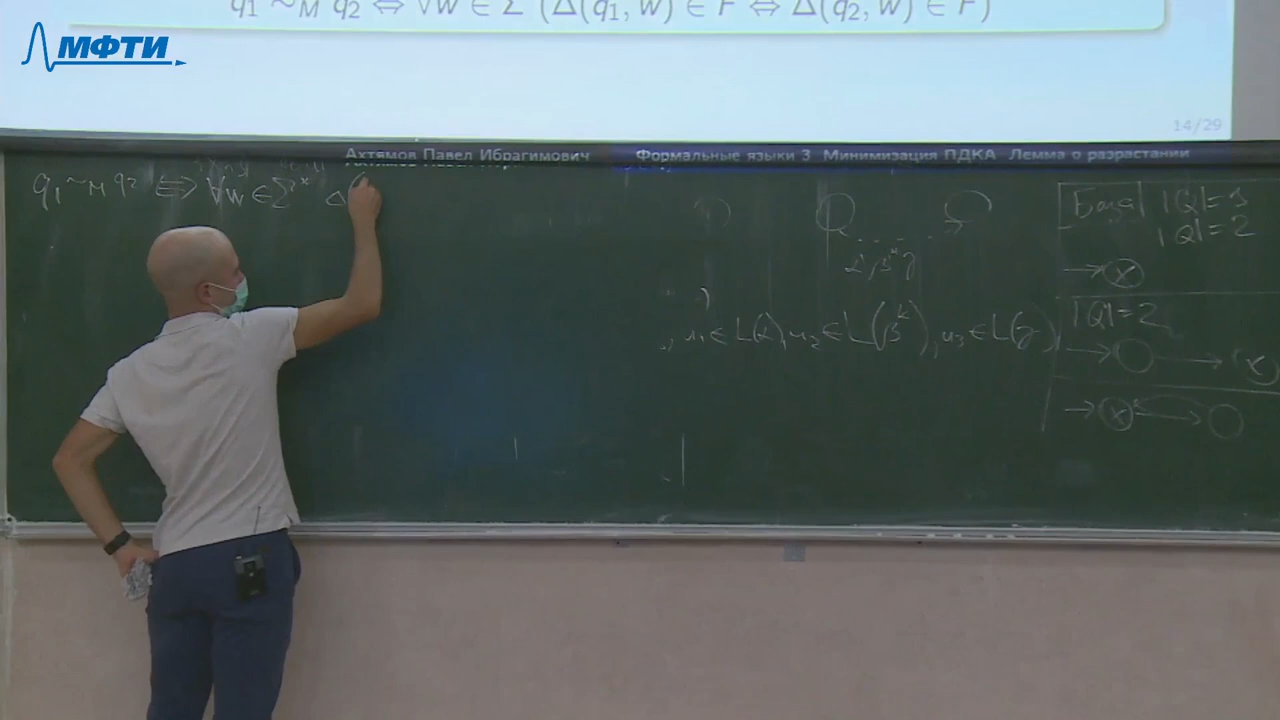 q₁ ~_M q₂ ⇔ ∀w ∈ Σ* (Δ(q₁, w) ∈ F ⇔ Δ(q₂, w) ∈ F)
МФТИ
14/29
Ахтямов Павел Ибрагимович Формальные языки 3 Минимизация ПДКА Лемма о разрастании
q₁ ~_M q₂ ⇔ ∀w ∈ Σ* Δ(
База |Q|=1
|Q|=2
x
|Q|=2
u₁ ∈ L(α), u₂ ∈ L(β^k), u₃ ∈ L(γ)
x
x